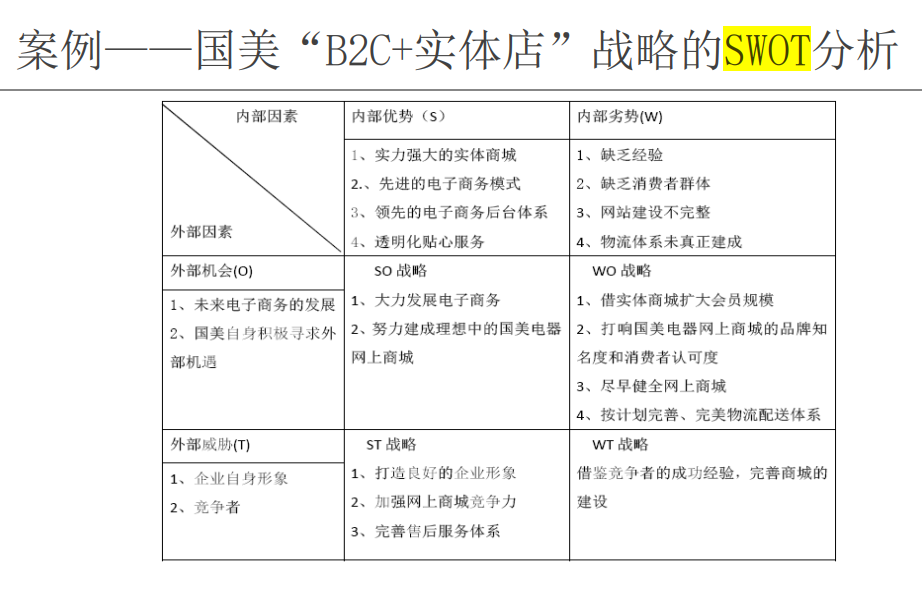 案例——国美“B2C+实体店”战略的SWOT分析
内部因素
外部因素
内部优势（S）
内部劣势(W)
1、实力强大的实体商城
2.、先进的电子商务模式
3、领先的电子商务后台体系
4、透明化贴心服务
1、缺乏经验
2、缺乏消费者群体
3、网站建设不完整
4、物流体系未真正建成
外部机会(O)
1、未来电子商务的发展
2、国美自身积极寻求外
部机遇
SO 战略
1、大力发展电子商务
2、努力建成理想中的国美电器
网上商城
WO 战略
1、借实体商城扩大会员规模
2、打响国美电器网上商城的品牌知
名度和消费者认可度
3、尽早健全网上商城
4、按计划完善、完美物流配送体系
外部威胁(T)
1、企业自身形象
2、竞争者
ST 战略
1、打造良好的企业形象
2、加强网上商城竞争力
3、完善售后服务体系
WT 战略
借鉴竞争者的成功经验，完善商城的
建设